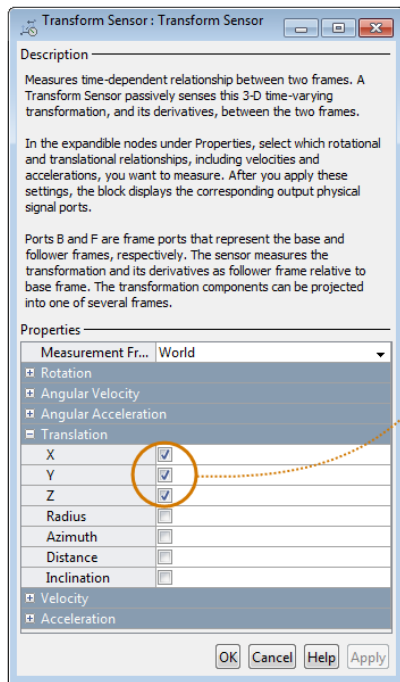 Transform Sensor : Transform Sensor
Description
Measures time-dependent relationship between two frames. A
Transform Sensor passively senses this 3-D time-varying
transformation, and its derivatives, between the two frames.
In the expandible nodes under Properties, select which rotational
and translational relationships, including velocities and
accelerations, you want to measure. After you apply these
settings, the block displays the corresponding output physical
signal ports.
Ports B and F are frame ports that represent the base and
follower frames, respectively. The sensor measures the
transformation and its derivatives as follower frame relative to
base frame. The transformation components can be projected
into one of several frames.
Properties
Measurement Fr... World
Rotation
Angular Velocity
Angular Acceleration
Translation
X
Y
Z
Radius
Azimuth
Distance
Inclination
Velocity
Acceleration
OK Cancel Help Apply